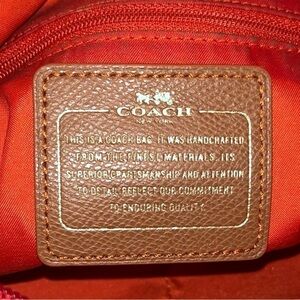 COACH
NEW YORK
THIS IS A COACH BAG. IT WAS HANDCRAFTED
FROM THE FINEST MATERIALS. ITS
SUPERIOR CRAFTSMANSHIP AND ATTENTION
TO DETAIL REFLECT OUR COMMITMENT
TO ENDURING QUALITY.